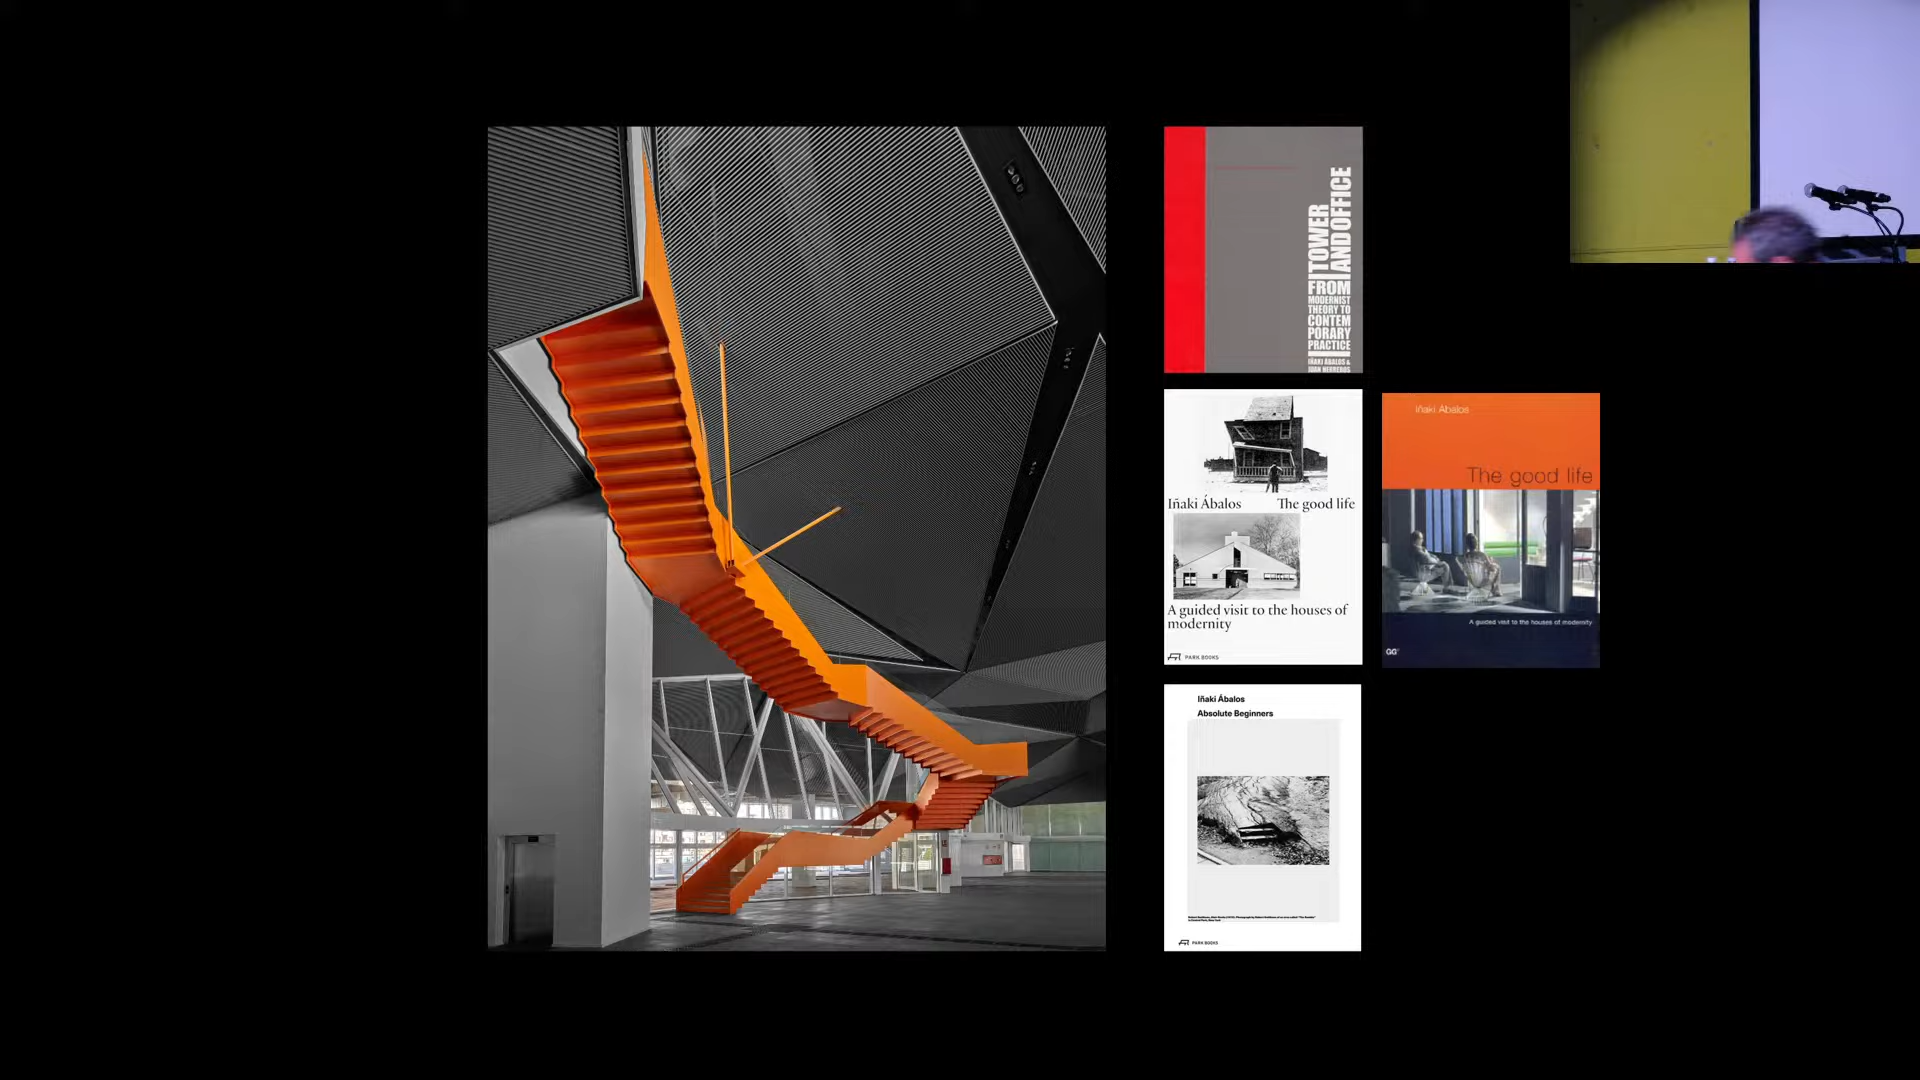 TOWER
ANDOFFICE
FROM
MODERNIST
THEORY TO
CONTEM
PORARY
PRACTICE
IÑAKI ÁBALOS &
JUAN HERREROS
Iñaki Ábalos The good life
A guided visit to the houses of
modernity
PARK BOOKS
Iñaki Ábalos
The good life
A guided visit to the houses of modernity
GG
Iñaki Ábalos
Absolute Beginners
PARK BOOKS